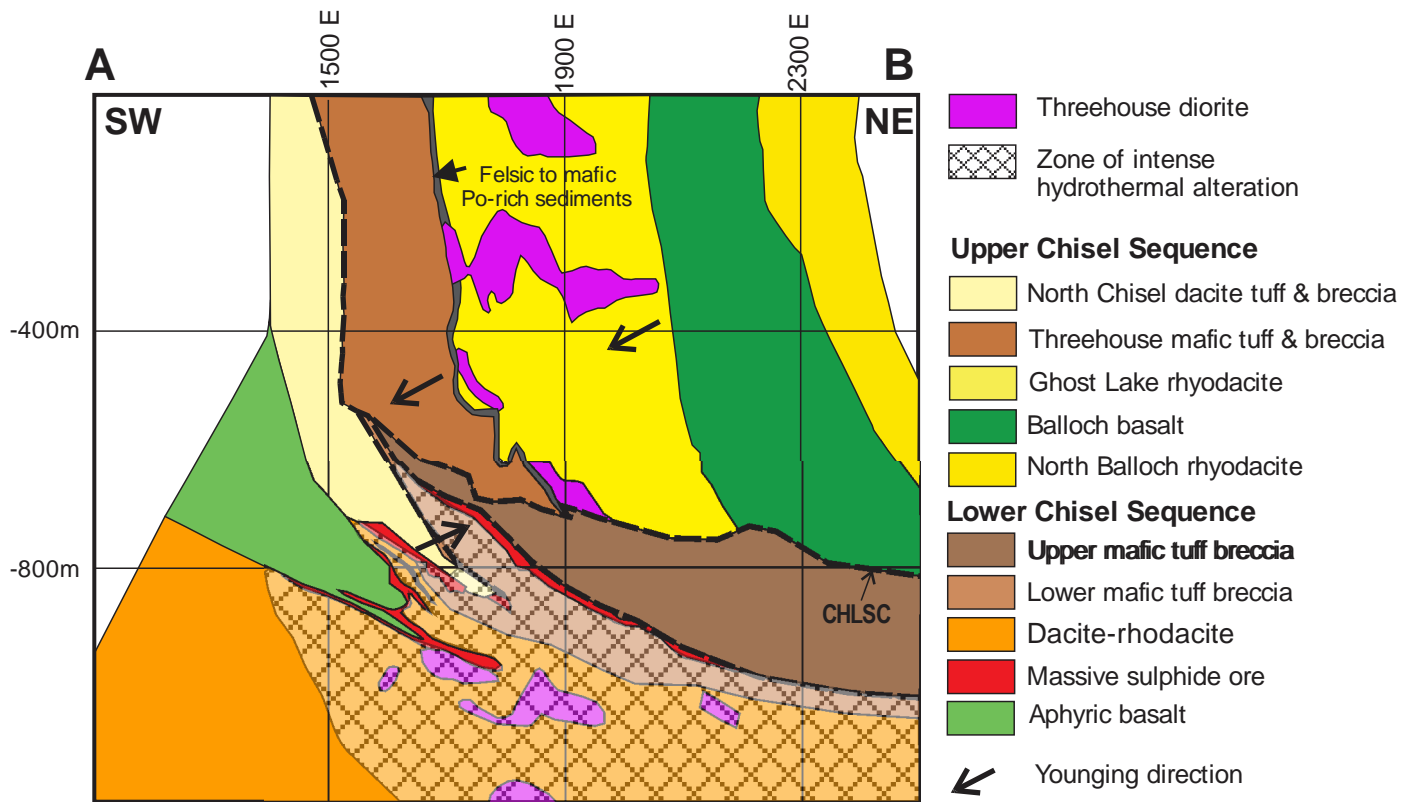 1500 E
1900 E
2300 E
A
B
SW
NE
Felsic to mafic
Po-rich sediments
-400m
-800m
CHLSC
Threehouse diorite
Zone of intense
hydrothermal alteration
Upper Chisel Sequence
North Chisel dacite tuff & breccia
Threehouse mafic tuff & breccia
Ghost Lake rhyodacite
Balloch basalt
North Balloch rhyodacite
Lower Chisel Sequence
Upper mafic tuff breccia
Lower mafic tuff breccia
Dacite-rhodacite
Massive sulphide ore
Aphyric basalt
Younging direction